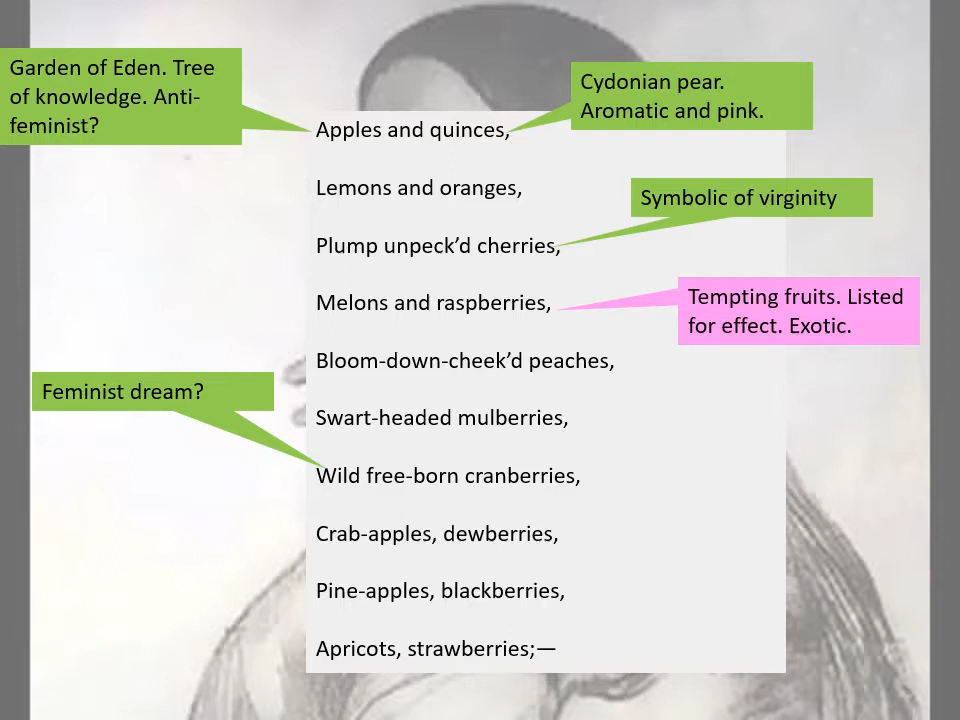 Garden of Eden. Tree
of knowledge. Anti-
feminist?
Cydonian pear.
Aromatic and pink.
Apples and quinces,
Lemons and oranges,
Symbolic of virginity
Plump unpeck’d cherries,
Melons and raspberries,
Tempting fruits. Listed
for effect. Exotic.
Bloom-down-cheek’d peaches,
Feminist dream?
Swart-headed mulberries,
Wild free-born cranberries,
Crab-apples, dewberries,
Pine-apples, blackberries,
Apricots, strawberries;—